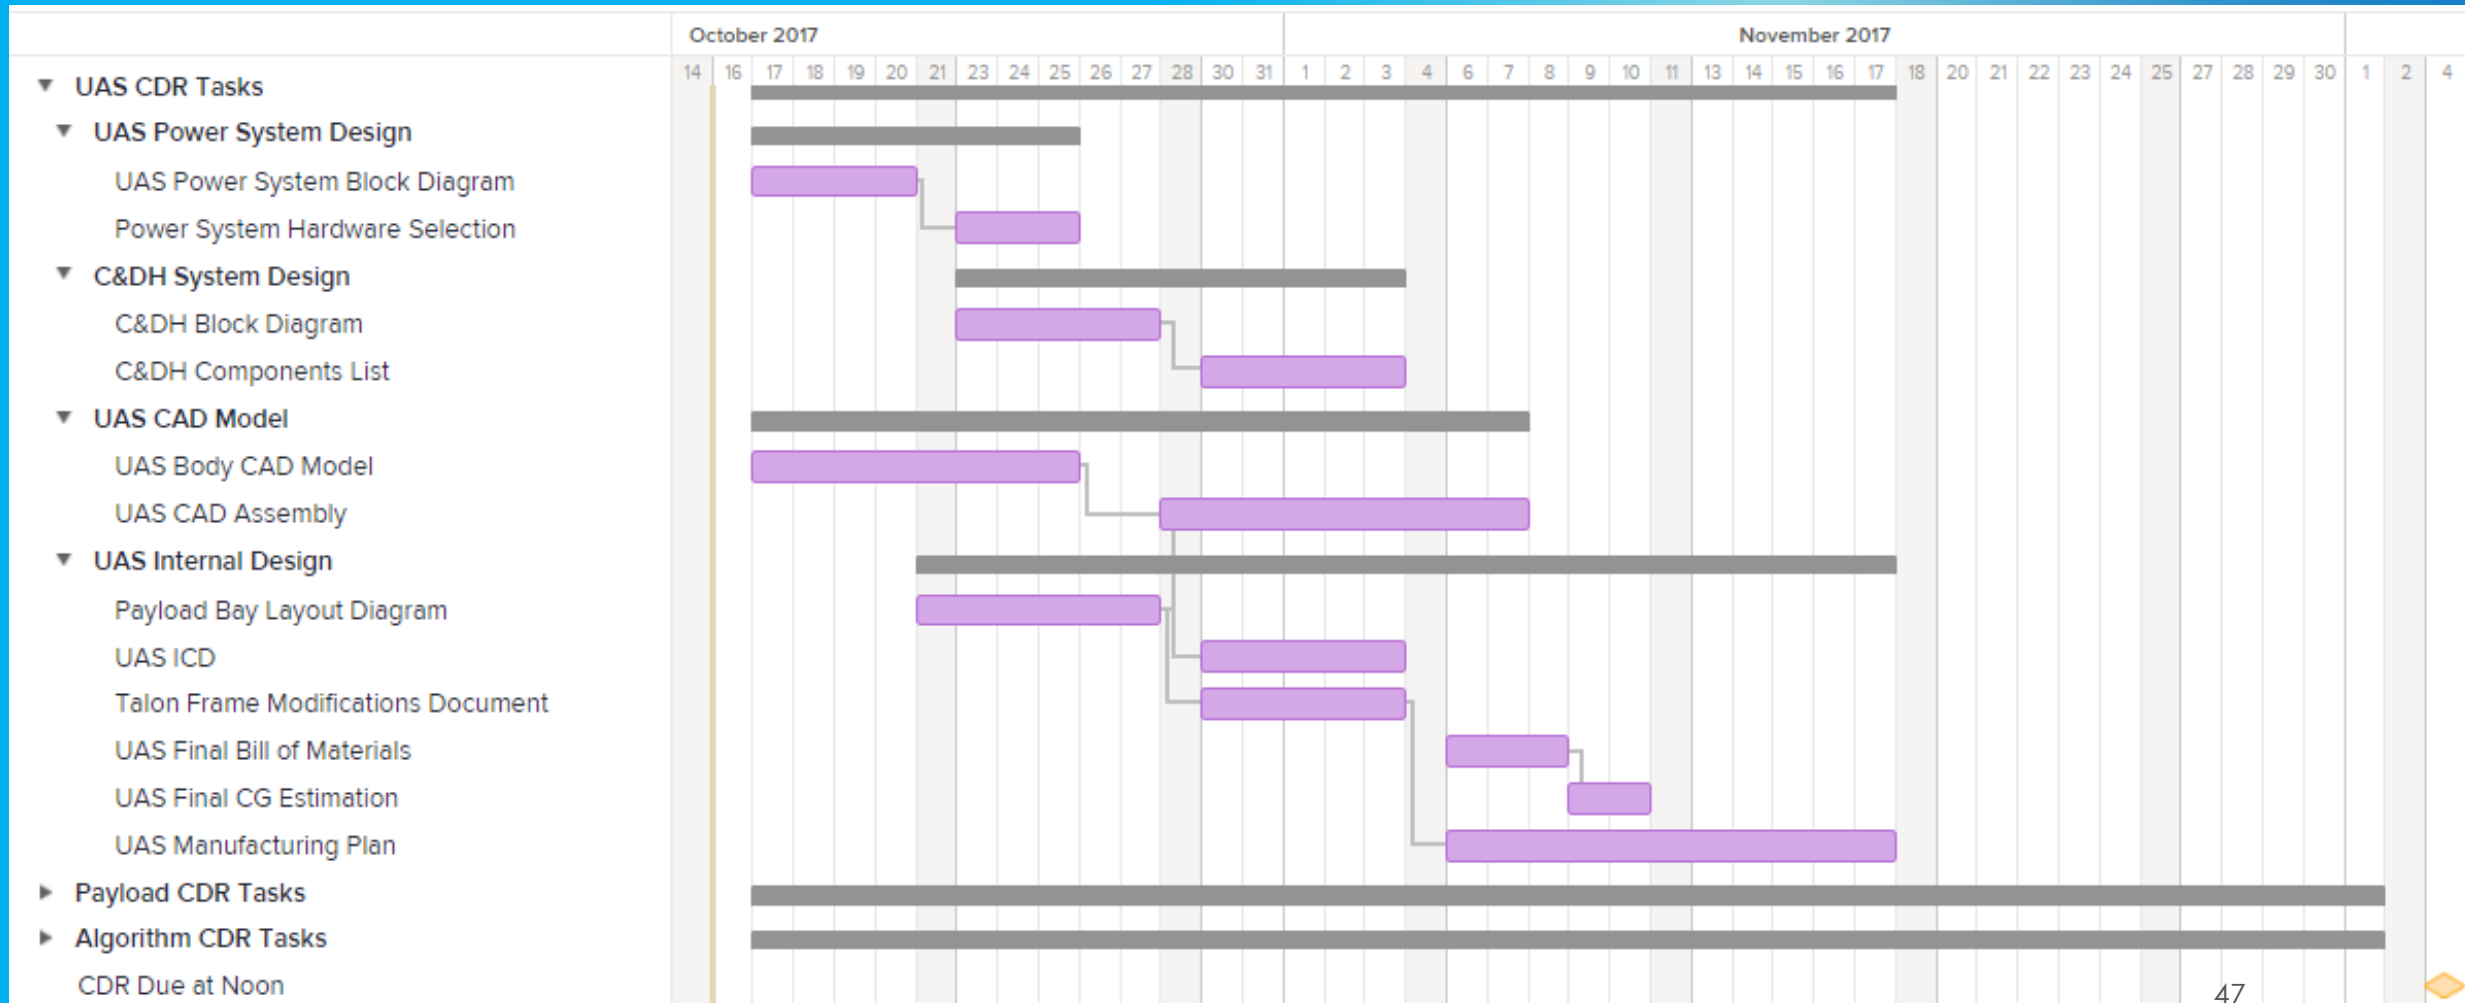 October 2017 November 2017
14 16 17 18 19 20 21 23 24 25 26 27 28 30 31 1 2 3 4 6 7 8 9 10 11 13 14 15 16 17 18 20 21 22 23 24 25 27 28 29 30 1 2 4
UAS CDR Tasks
UAS Power System Design
UAS Power System Block Diagram
Power System Hardware Selection
C&DH System Design
C&DH Block Diagram
C&DH Components List
UAS CAD Model
UAS Body CAD Model
UAS CAD Assembly
UAS Internal Design
Payload Bay Layout Diagram
UAS ICD
Talon Frame Modifications Document
UAS Final Bill of Materials
UAS Final CG Estimation
UAS Manufacturing Plan
Payload CDR Tasks
Algorithm CDR Tasks
CDR Due at Noon
47